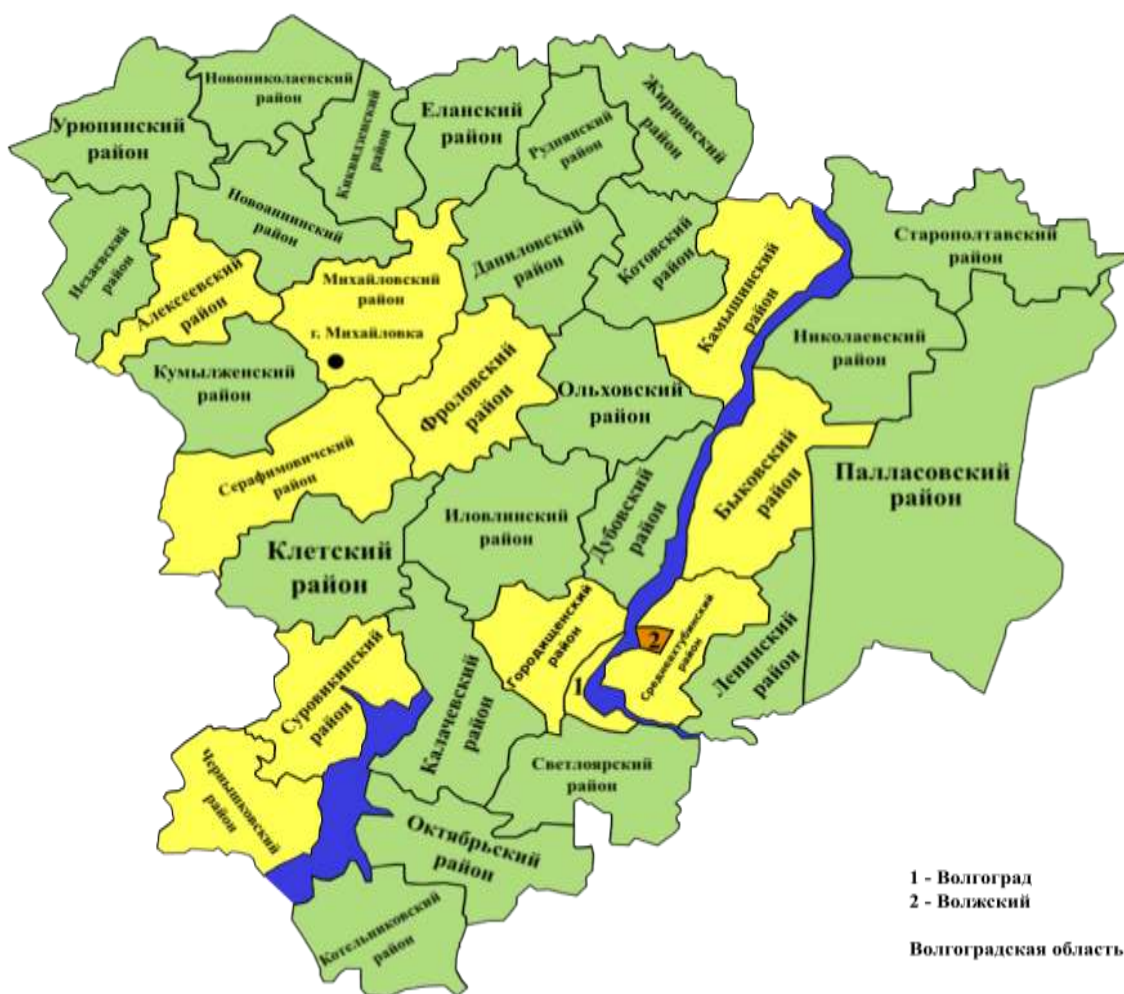 Новониколаевский
район
Урюпинский
район
Киквидзевский
район
Еланский
район
Руднянский
район
Жирновский
район
Нехаевский
район
Новоаннинский
район
Алексеевский
район
Михайловский
район
г. Михайловка
Даниловский
район
Котовский
район
Камышинский
район
Старополтавский
район
Николаевский
район
Кумылженский
район
Фроловский
район
Ольховский
район
Серафимовичский
район
Быковский
район
Палласовский
район
Клетский
район
Иловлинский
район
Дубовский
район
Городищенский
район
1
2
Среднеахтубинский
район
Ленинский
район
Суровикинский
район
Калачевский
район
Светлоярский
район
Чернышковский
район
Октябрьский
район
Котельниковский
район
1 - Волгоград
2 - Волжский
Волгоградская область